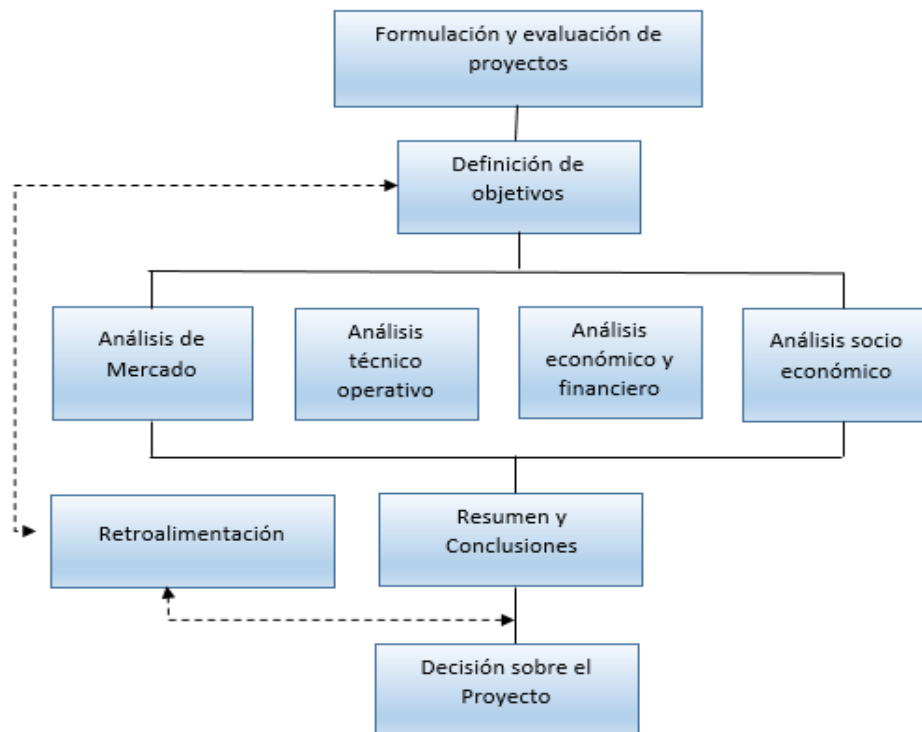 Formulación y evaluación de
proyectos
Definición de
objetivos
Análisis de
Mercado
Análisis
técnico
operativo
Análisis
económico y
financiero
Análisis socio
económico
Retroalimentación
Resumen y
Conclusiones
Decisión sobre el
Proyecto